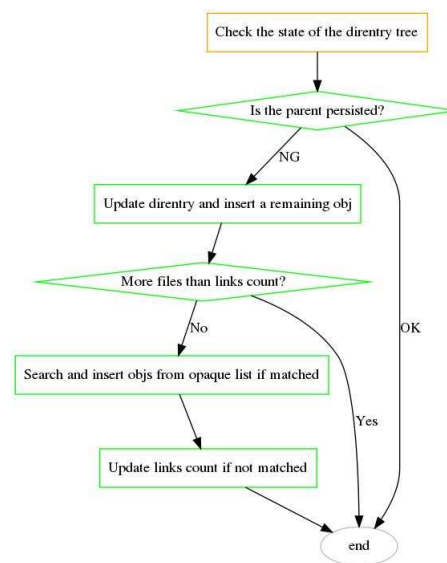 Check the state of the direntry tree
Is the parent persisted?
NG
Update direntry and insert a remaining obj
More files than links count?
OK
No
Search and insert objs from opaque list if matched
Yes
Update links count if not matched
end